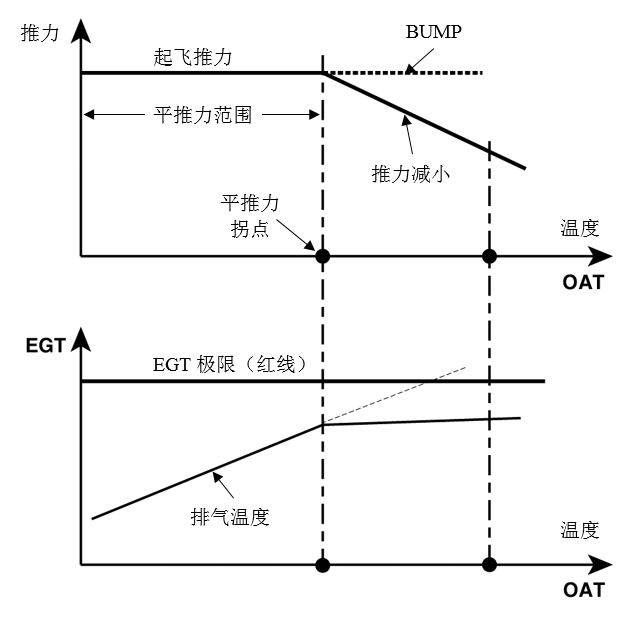 推力
BUMP
起飞推力
平推力范围
推力减小
平推力
拐点
温度
OAT
EGT
EGT 极限（红线）
排气温度
温度
OAT